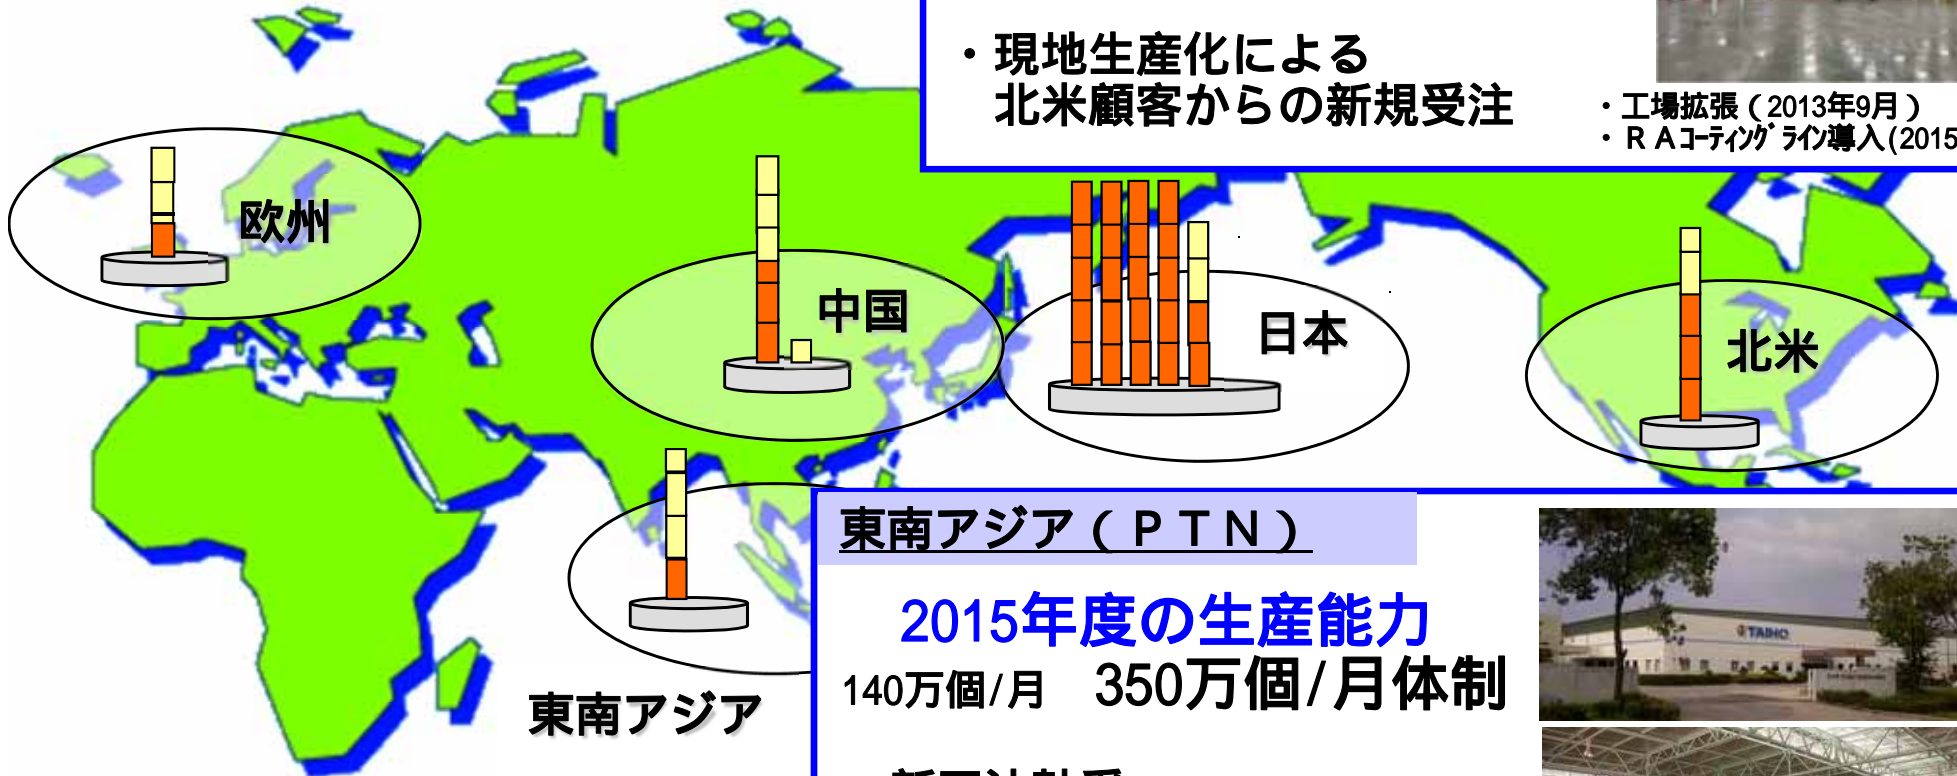 ・現地生産化による
北米顧客からの新規受注
・工場拡張（2013年9月）
・ＲＡｺｰﾃｨﾝｸﾞﾗｲﾝ導入(2015
欧州
中国
日本
北米
東南アジア
東南アジア（ＰＴＮ）
2015年度の生産能力
140万個/月　350万個/月体制
TAIHO